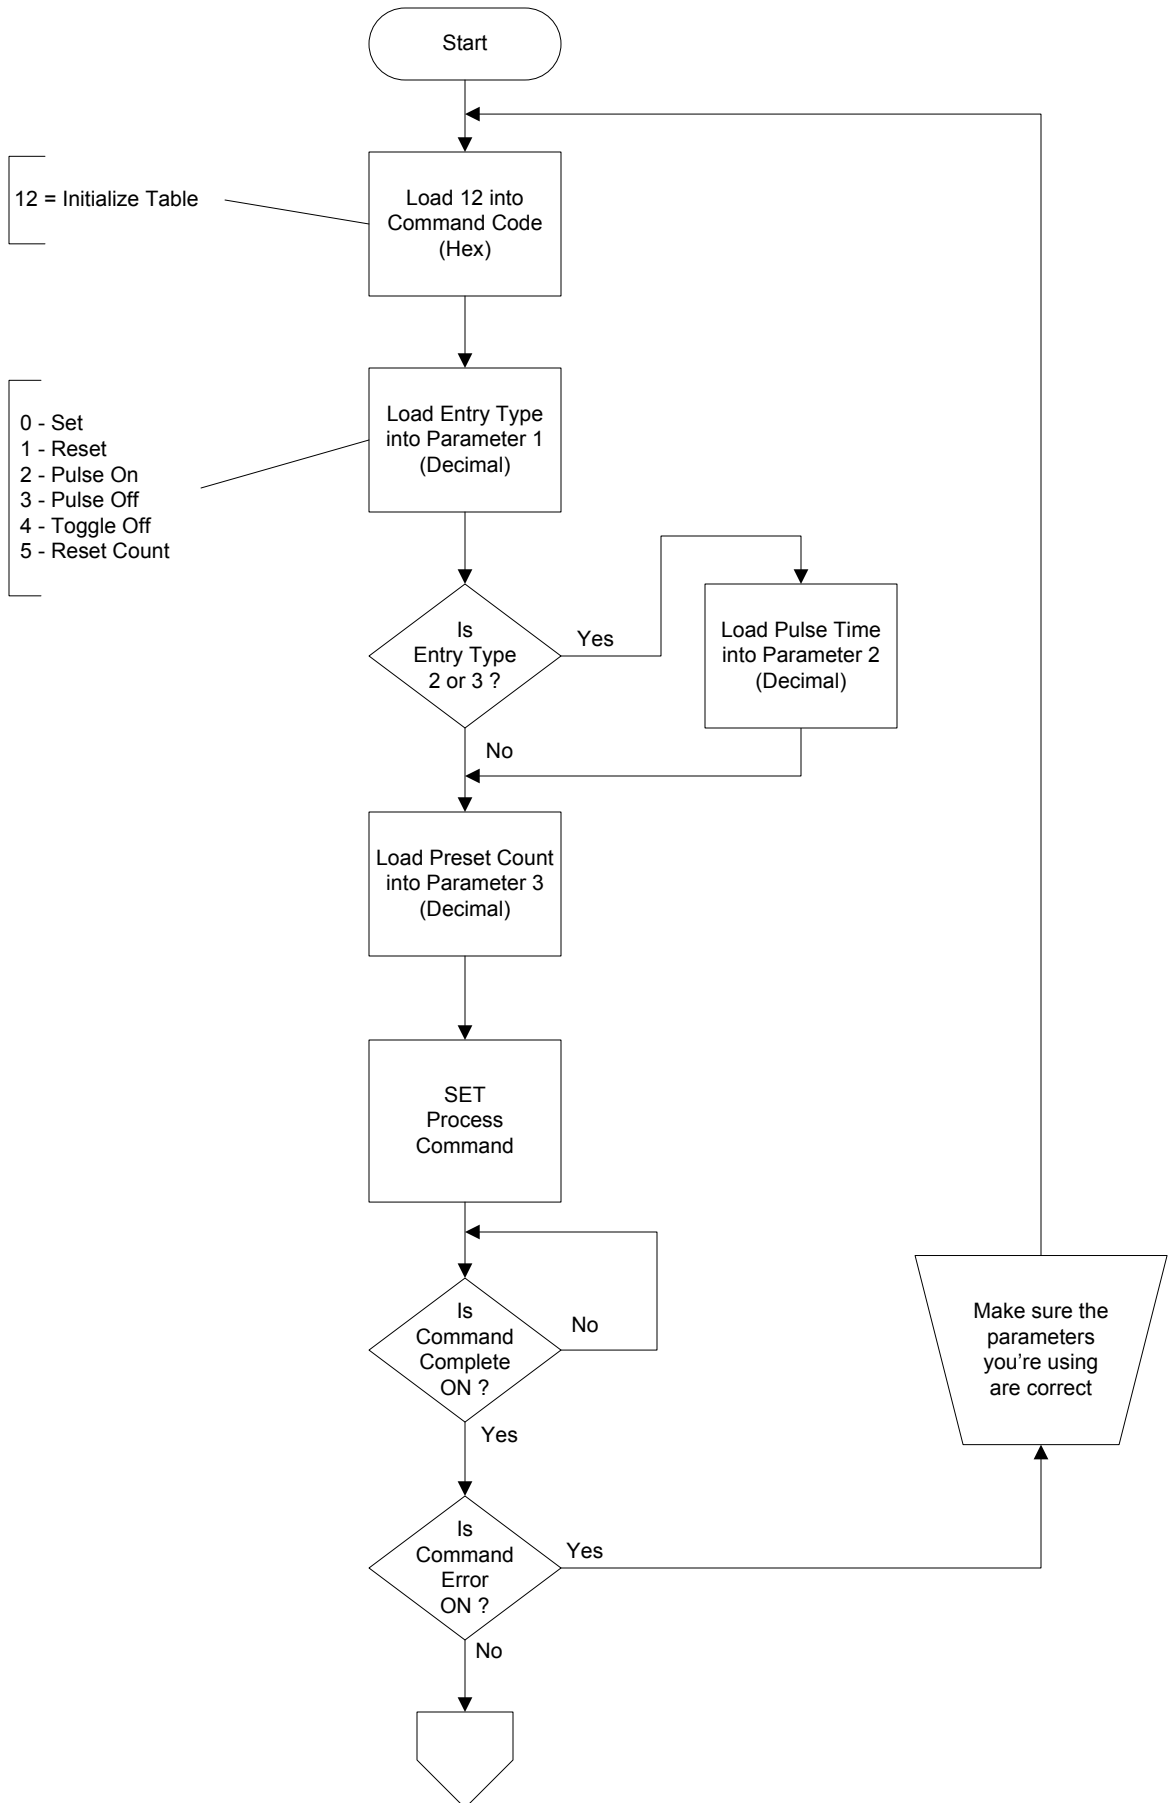 Start
12 = Initialize Table
Load 12 into
Command Code
(Hex)
0 - Set
1 - Reset
2 - Pulse On
3 - Pulse Off
4 - Toggle Off
5 - Reset Count
Load Entry Type
into Parameter 1
(Decimal)
Is
Entry Type
2 or 3 ?
Yes
Load Pulse Time
into Parameter 2
(Decimal)
No
Load Preset Count
into Parameter 3
(Decimal)
SET
Process
Command
Is
Command
Complete
ON ?
No
Yes
Make sure the
parameters
you're using
are correct
Is
Command
Error
ON ?
Yes
No